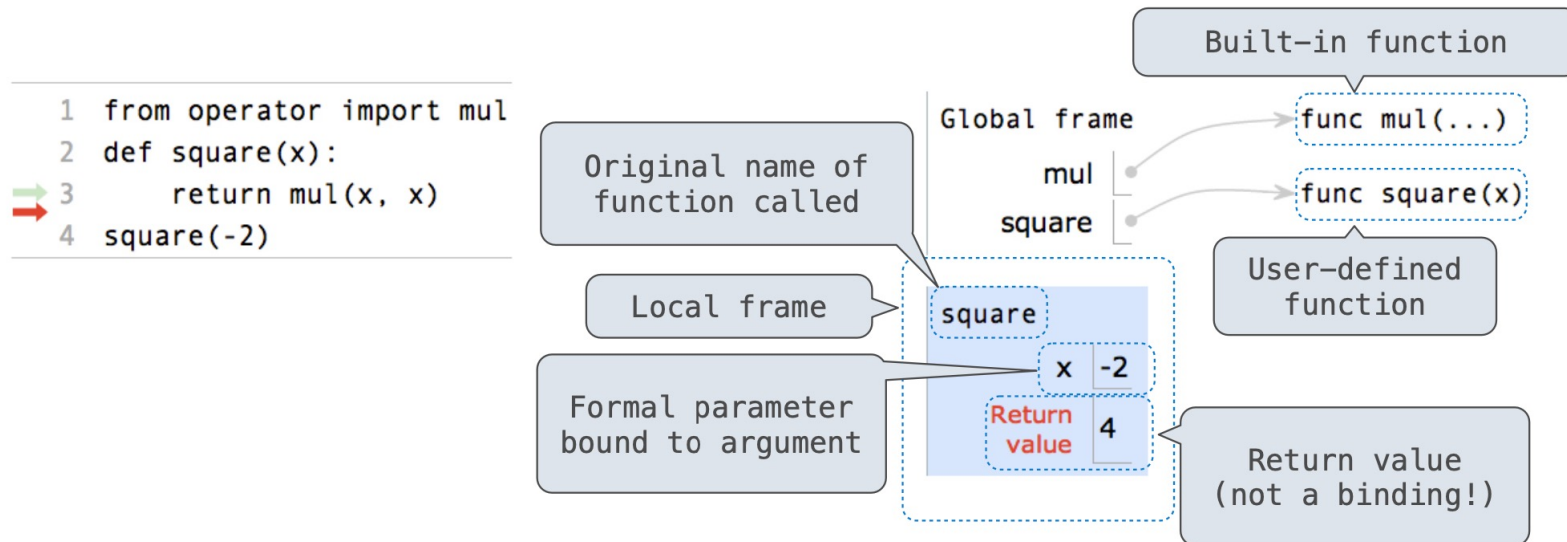 1 from operator import mul
2 def square(x):
3     return mul(x, x)
4 square(-2)
Built-in function
Global frame
func mul(...)
mul
func square(x)
square
Original name of
function called
User-defined
function
Local frame
square
x -2
Formal parameter
bound to argument
Return
value
4
Return value
(not a binding!)